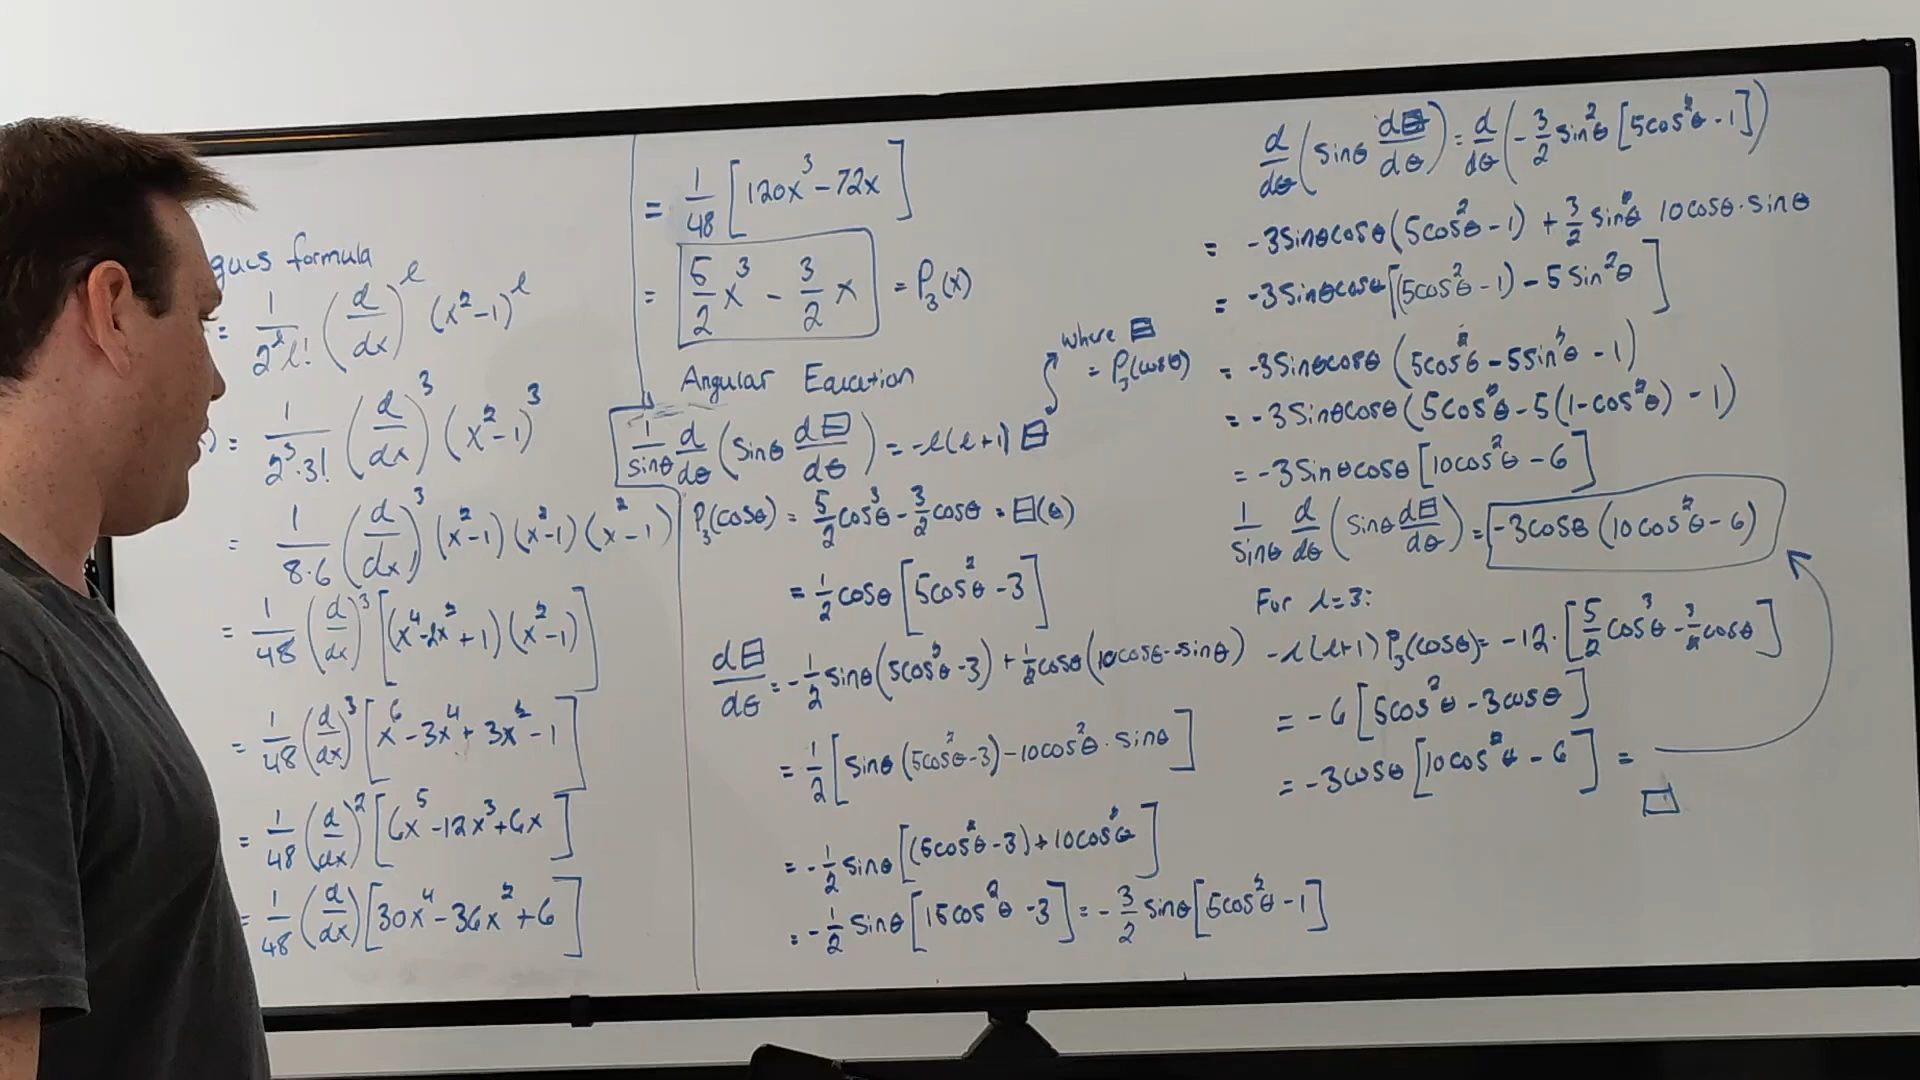 gues formula
= 1/(2^l l!) (d/dx)^l (x²-1)^l
) = 1/(2³·3!) (d/dx)³ (x²-1)³
= 1/(8·6) (d/dx)³ (x²-1)(x²-1)(x²-1)
= 1/48 (d/dx)³ [(x⁴-2x²+1)(x²-1)]
= 1/48 (d/dx)³ [x⁶-3x⁴+3x²-1]
= 1/48 (d/dx)² [6x⁵-12x³+6x]
= 1/48 (d/dx) [30x⁴-36x²+6]
= 1/48 [120x³-72x]
= 5/2 x³ - 3/2 x = P₃(x)
Angular Equation
where Θ
= P₃(cosθ)
1/sinθ d/dθ (sinθ dΘ/dθ) = -l(l+1) Θ
P₃(cosθ) = 5/2 cos³θ - 3/2 cosθ = Θ(θ)
= 1/2 cosθ [5cos²θ - 3]
dΘ/dθ = -1/2 sinθ (5cos²θ-3) + 1/2 cosθ (10cosθ·-sinθ)
= 1/2 [sinθ (5cos²θ-3) - 10cos²θ·sinθ]
= -1/2 sinθ [(5cos²θ-3) + 10cos²θ]
= -1/2 sinθ [15cos²θ-3] = -3/2 sinθ [5cos²θ-1]
d/dθ (sinθ dΘ/dθ) = d/dθ (-3/2 sin²θ [5cos²θ-1])
= -3sinθcosθ (5cos²θ-1) + 3/2 sin²θ 10cosθ·sinθ
= -3sinθcosθ [(5cos²θ-1) - 5sin²θ]
= -3sinθcosθ (5cos²θ - 5sin²θ - 1)
= -3sinθcosθ (5cos²θ - 5(1-cos²θ) - 1)
= -3sinθcosθ [10cos²θ - 6]
1/sinθ d/dθ (sinθ dΘ/dθ) = -3cosθ (10cos²θ - 6)
For l=3:
-l(l+1) P₃(cosθ) = -12·[5/2 cos³θ - 3/2 cosθ]
= -6 [5cos²θ - 3cosθ]
= -3cosθ [10cos²θ - 6] =
□